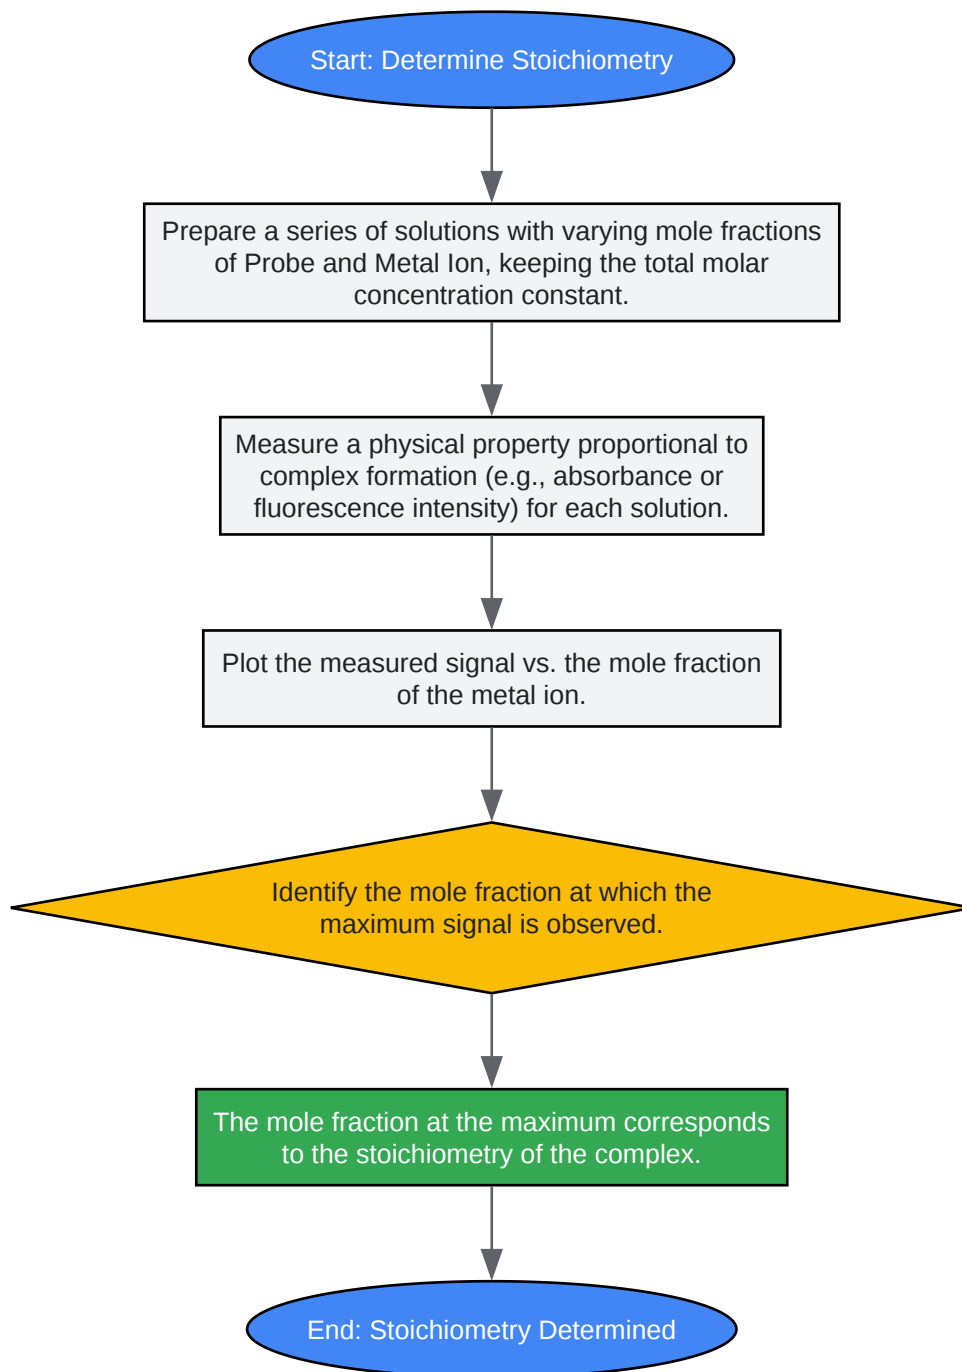 Start: Determine Stoichiometry
Prepare a series of solutions with varying mole fractions
of Probe and Metal Ion, keeping the total molar
concentration constant.
Measure a physical property proportional to
complex formation (e.g., absorbance or
fluorescence intensity) for each solution.
Plot the measured signal vs. the mole fraction
of the metal ion.
Identify the mole fraction at which the
maximum signal is observed.
The mole fraction at the maximum corresponds
to the stoichiometry of the complex.
End: Stoichiometry Determined